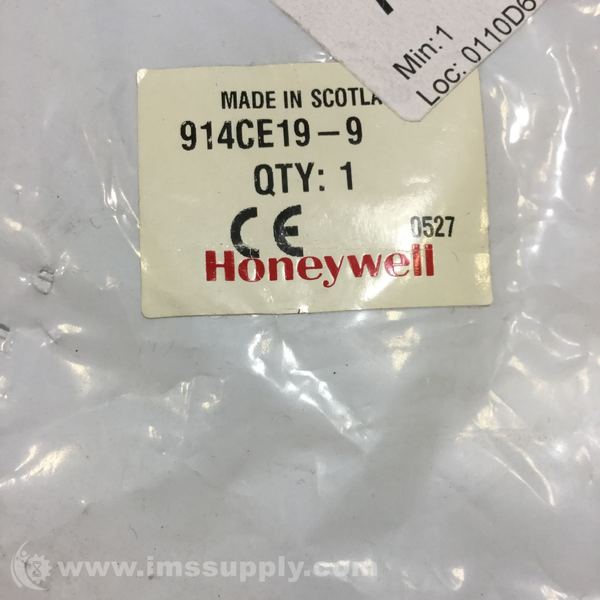 Min: 1
Loc: 0110D6
MADE IN SCOTLA
914CE19-9
QTY: 1
CE 0527
Honeywell
www.imssupply.com